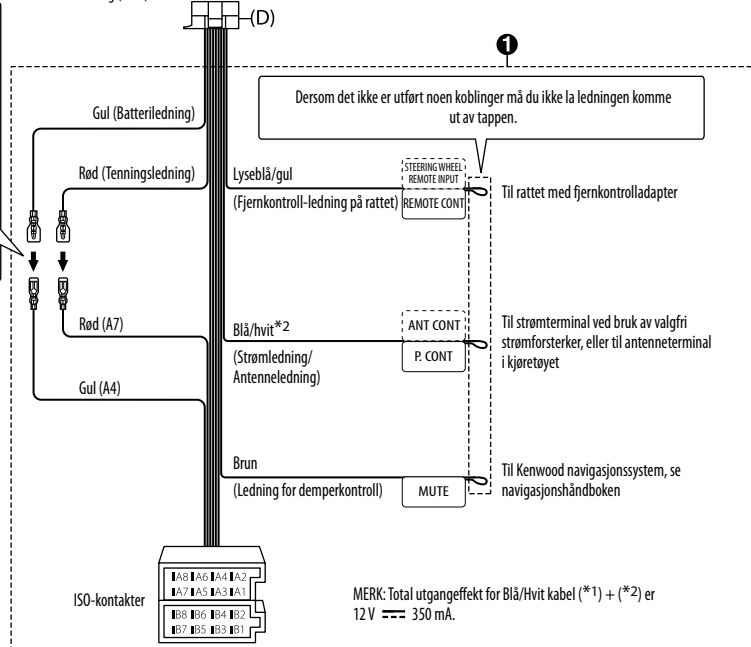 (D)
1
Dersom det ikke er utført noen koblinger må du ikke la ledningen komme
ut av tappen.
Gul (Batteriledning)
Rød (Tenningsledning)
Lyseblå/gul
(Fjernkontroll-ledning på rattet)
STEERING WHEEL
REMOTE INPUT
REMOTE CONT
Til rattet med fjernkontrolladapter
Rød (A7)
Gul (A4)
Blå/hvit*2
(Strømledning/
Antenneledning)
ANT CONT
P. CONT
Til strømterminal ved bruk av valgfri
strømforsterker, eller til antenneterminal
i kjøretøyet
Brun
(Ledning for demperkontroll)
MUTE
Til Kenwood navigasjonssystem, se
navigasjonshåndboken
ISO-kontakter
A8 A6 A4 A2
A7 A5 A3 A1
B8 B6 B4 B2
B7 B5 B3 B1
MERK: Total utgangeffekt for Blå/Hvit kabel (*1) + (*2) er
12 V 350 mA.